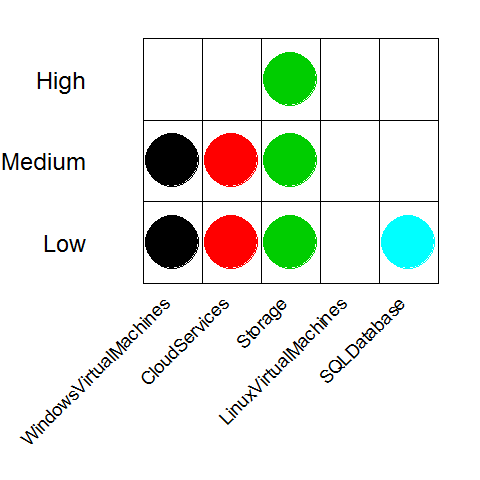 High
Medium
Low
WindowsVirtualMachines
CloudServices
Storage
LinuxVirtualMachines
SQLDatabase